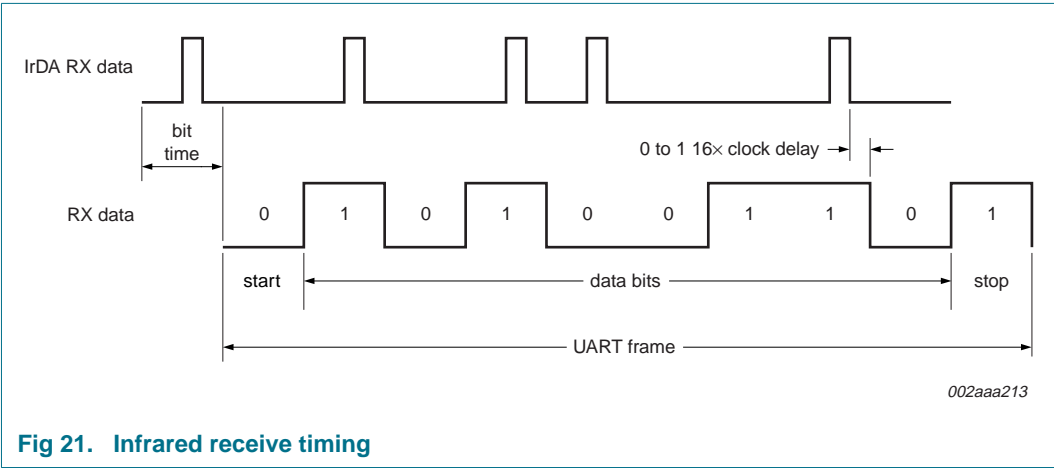 IrDA RX data
bit
time
0 to 1 16× clock delay
RX data
0 1 0 1 0 0 1 1 0 1
start
data bits
stop
UART frame
002aaa213
Fig 21. Infrared receive timing